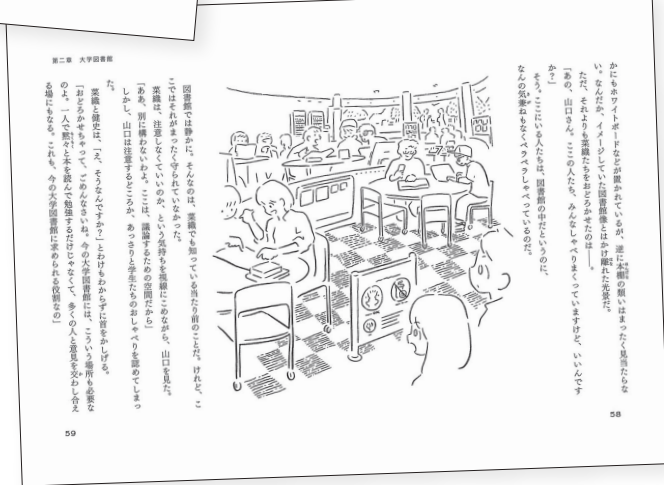 かにもホワイトボードなどが置かれているが、逆に本棚の類いはまったく見当たらな
い。なんだか、イメージしていた図書館像とはかけ離れた光景だ。
ただ、それよりも菜織たちをおどろかせたのは――。
「あの、山口さん。ここの人たち、みんなしゃべりまくっていますけど、いいんです
か？」
そう。ここにいる人たちは、図書館の中だというのに、
なんの気兼ねもなくペラペラしゃべっているのだ。
58
第二章 大学図書館
図書館では静かに。そんなのは、菜織でも知っている当たり前のことだ。けれど、こ
こではそれがまったく守られていなかった。
菜織は、注意しなくていいのか、という気持ちを視線にこめながら、山口を見た。
「ああ、別に構わないわよ。ここは、議論するための空間だから」
しかし、山口は注意するどころか、あっさりと学生たちのおしゃべりを認めてしまっ
た。
菜織と健史は、「え、そうなんですか？」とわけもわからずに首をかしげる。
「おどろかせちゃって、ごめんなさいね。今の大学図書館には、こういう場所も必要な
のよ。一人で黙々と本を読んで勉強するだけじゃなくて、多くの人と意見を交わし合え
る場にもなる。これも、今の大学図書館に求められる役割なの」
59